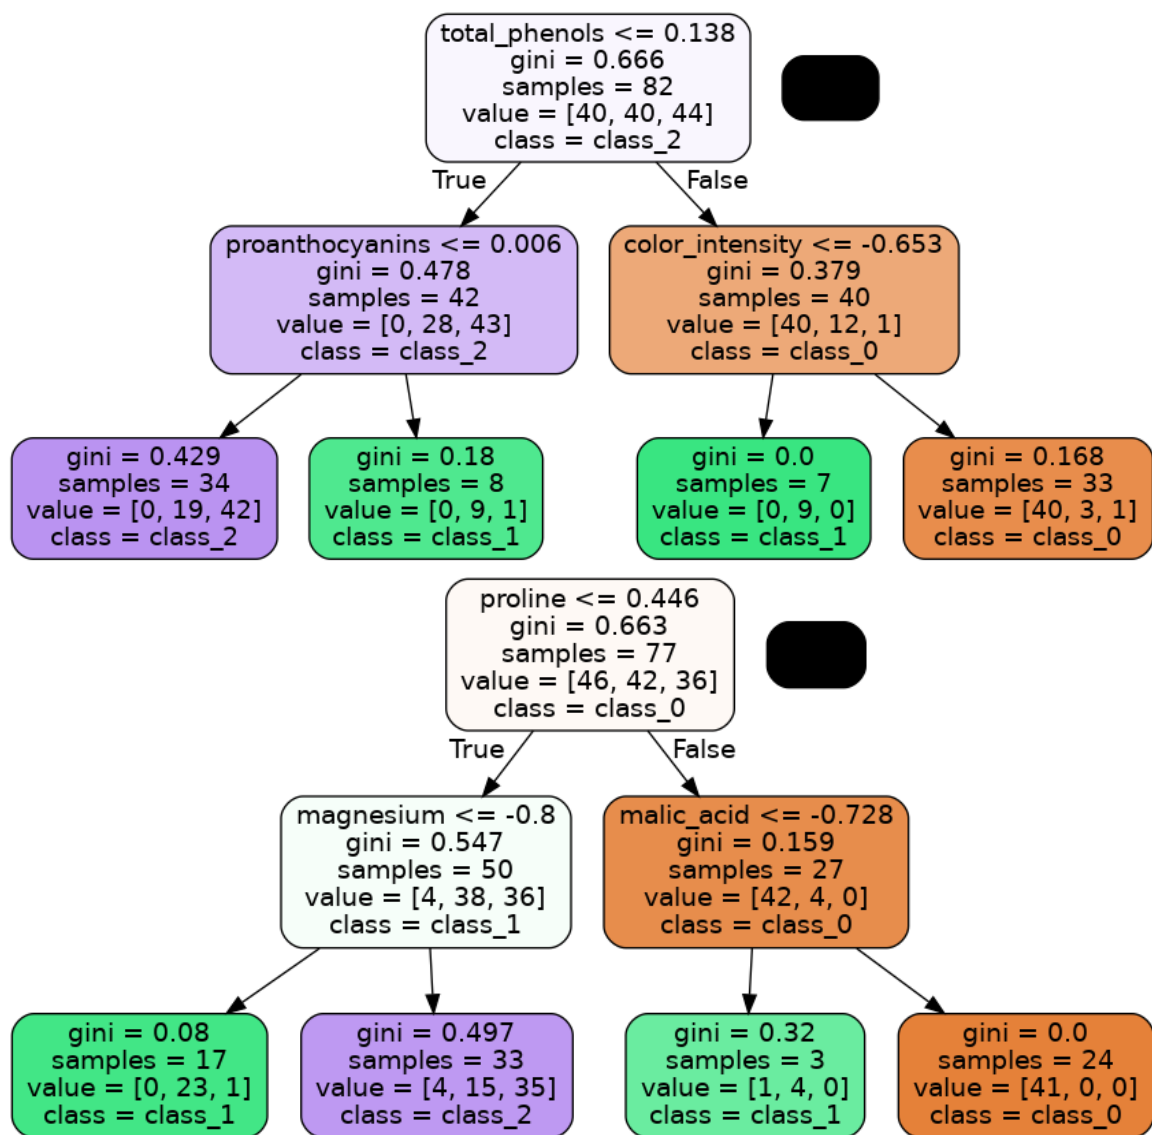 total_phenols <= 0.138
gini = 0.666
samples = 82
value = [40, 40, 44]
class = class_2
True
False
proanthocyanins <= 0.006
gini = 0.478
samples = 42
value = [0, 28, 43]
class = class_2
color_intensity <= -0.653
gini = 0.379
samples = 40
value = [40, 12, 1]
class = class_0
gini = 0.429
samples = 34
value = [0, 19, 42]
class = class_2
gini = 0.18
samples = 8
value = [0, 9, 1]
class = class_1
gini = 0.0
samples = 7
value = [0, 9, 0]
class = class_1
gini = 0.168
samples = 33
value = [40, 3, 1]
class = class_0
proline <= 0.446
gini = 0.663
samples = 77
value = [46, 42, 36]
class = class_0
True
False
magnesium <= -0.8
gini = 0.547
samples = 50
value = [4, 38, 36]
class = class_1
malic_acid <= -0.728
gini = 0.159
samples = 27
value = [42, 4, 0]
class = class_0
gini = 0.08
samples = 17
value = [0, 23, 1]
class = class_1
gini = 0.497
samples = 33
value = [4, 15, 35]
class = class_2
gini = 0.32
samples = 3
value = [1, 4, 0]
class = class_1
gini = 0.0
samples = 24
value = [41, 0, 0]
class = class_0